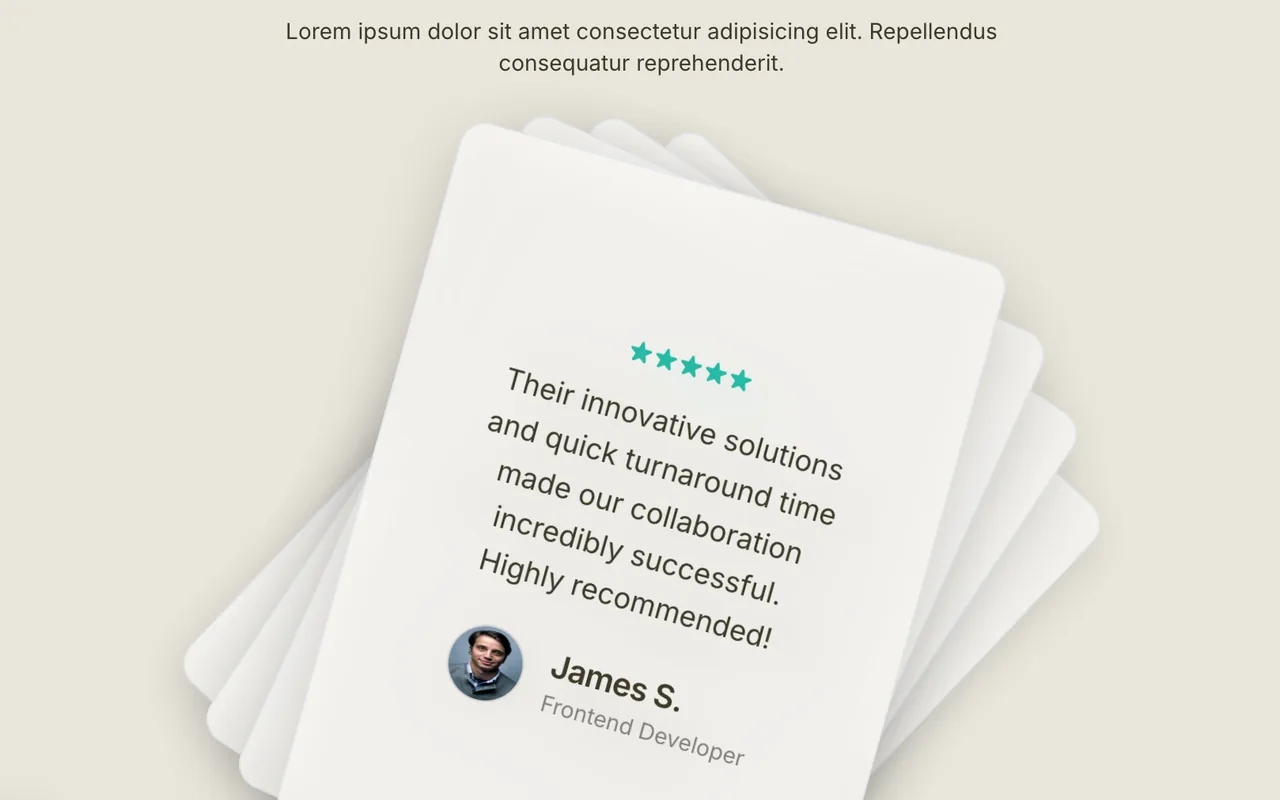 Lorem ipsum dolor sit amet consectetur adipisicing elit. Repellendus
consequatur reprehenderit.
Their innovative solutions
and quick turnaround time
made our collaboration
incredibly successful.
Highly recommended!
James S.
Frontend Developer